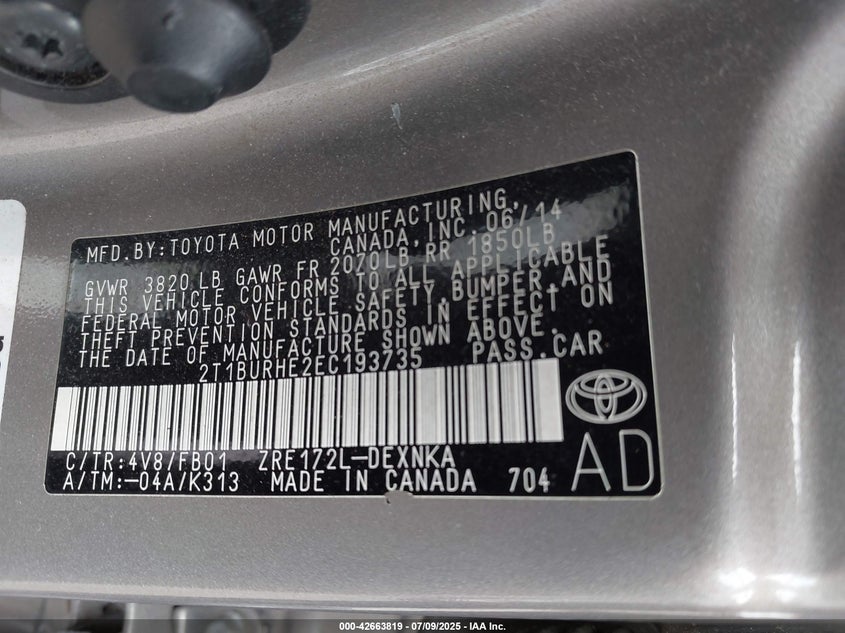 MFD. BY: TOYOTA MOTOR MANUFACTURING,
CANADA, INC. 06/14
GVWR 3820 LB GAWR FR 2070LB RR 1850LB
THIS VEHICLE CONFORMS TO ALL APPLICABLE
FEDERAL MOTOR VEHICLE SAFETY, BUMPER, AND
THEFT PREVENTION STANDARDS IN EFFECT ON
THE DATE OF MANUFACTURE SHOWN ABOVE.
2T1BURHE2EC193735 PASS. CAR
C/TR:4V8/FB01 ZRE172L-DEXNKA
A/TM:-04A/K313 MADE IN CANADA 704
AD
000-42663819 - 07/09/2025 - IAA Inc.